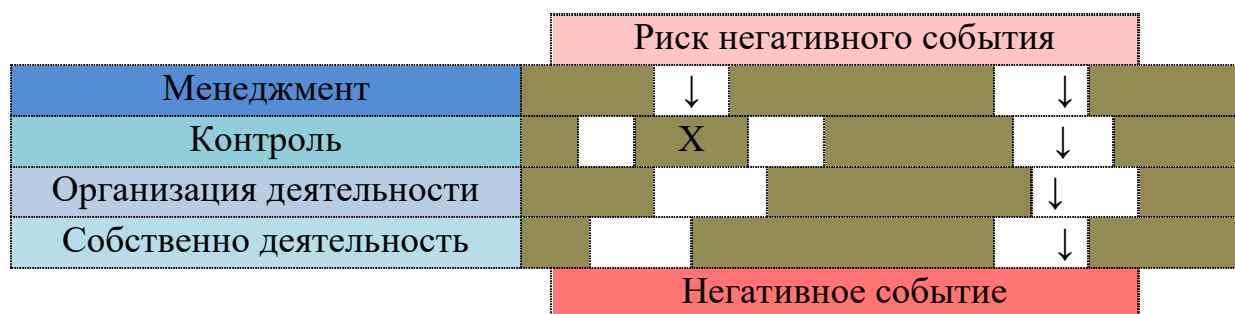 Риск негативного события
Менеджмент ↓ ↓
Контроль X ↓
Организация деятельности ↓
Собственно деятельность ↓
Негативное событие